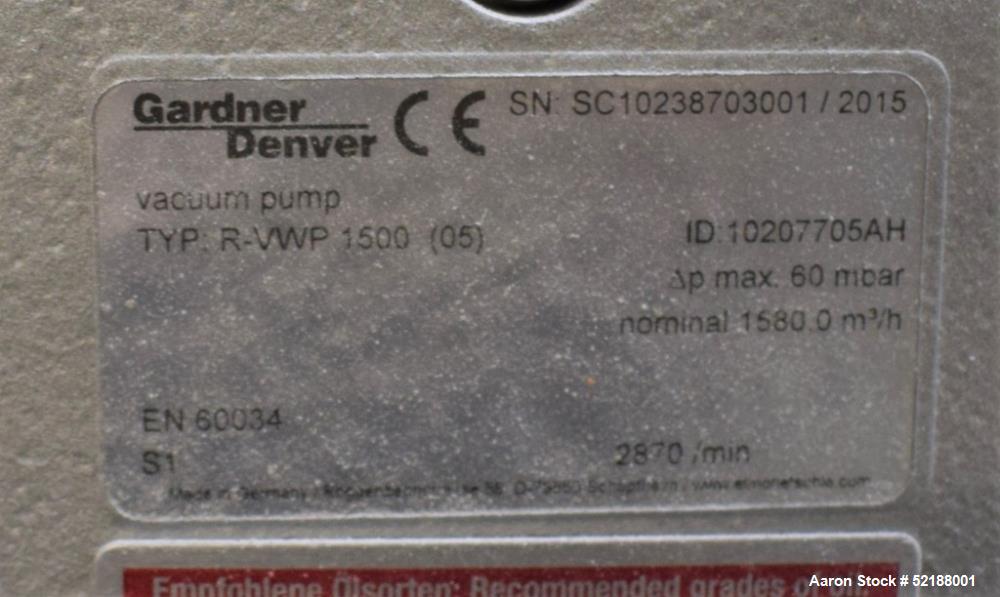 Gardner Denver
CE
SN: SC10238703001 / 2015
vacuum pump
TYP: R-VWP 1500 (05)
ID:10207705AH
Δp max. 60 mbar
nominal 1580.0 m³/h
EN 60034
S1
2870 /min
Made in Germany /
Empfohlene Ölsorten: Recommended grades of oil:
Aaron Stock # 52188001